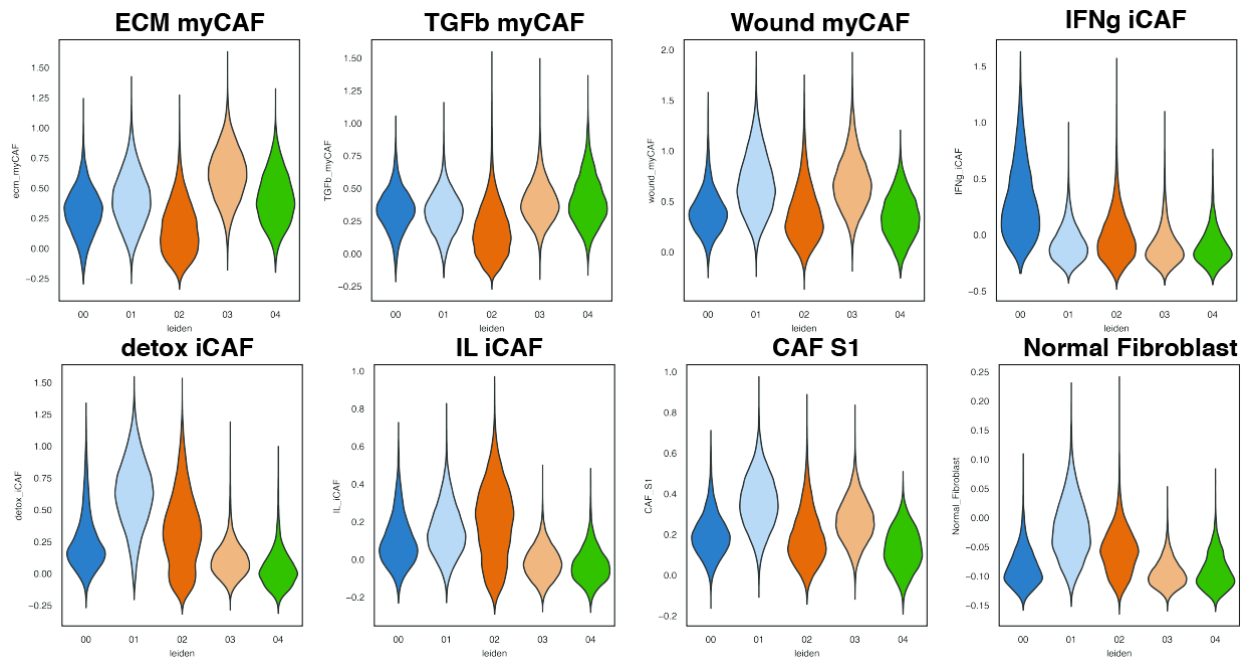 ECM myCAF
TGFb myCAF
Wound myCAF
IFNg iCAF
ecm_myCAF
1.50
1.25
1.00
0.75
0.50
0.25
0.00
−0.25
00 01 02 03 04
leiden
TGFb_myCAF
1.50
1.25
1.00
0.75
0.50
0.25
0.00
−0.25
00 01 02 03 04
leiden
wound_myCAF
2.0
1.5
1.0
0.5
0.0
00 01 02 03 04
leiden
IFNg_iCAF
1.5
1.0
0.5
0.0
−0.5
00 01 02 03 04
leiden
detox iCAF
IL iCAF
CAF S1
Normal Fibroblast
detox_iCAF
1.50
1.25
1.00
0.75
0.50
0.25
0.00
−0.25
00 01 02 03 04
leiden
IL_iCAF
1.0
0.8
0.6
0.4
0.2
0.0
−0.2
00 01 02 03 04
leiden
CAF_S1
1.0
0.8
0.6
0.4
0.2
0.0
−0.2
00 01 02 03 04
leiden
Normal_Fibroblast
0.25
0.20
0.15
0.10
0.05
0.00
−0.05
−0.10
−0.15
00 01 02 03 04
leiden